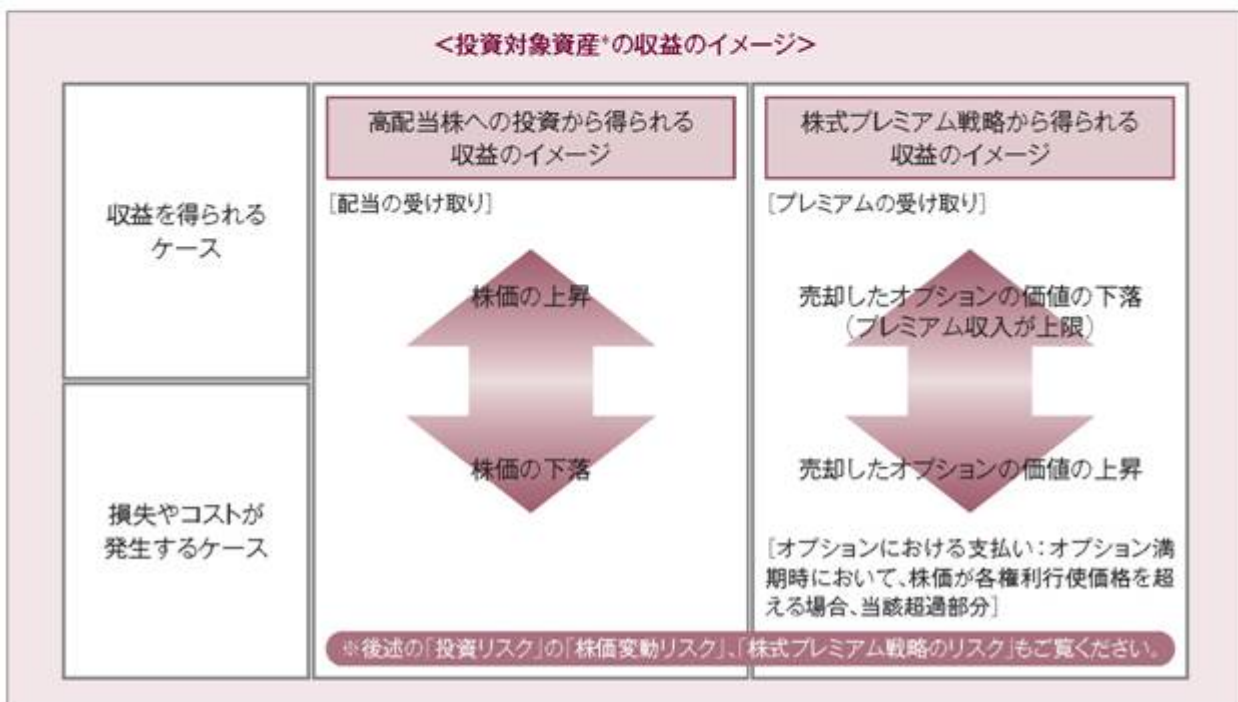 <投資対象資産*の収益のイメージ>
収益を得られる
ケース
高配当株への投資から得られる
収益のイメージ
[配当の受け取り]
株価の上昇
株価の下落
株式プレミアム戦略から得られる
収益のイメージ
[プレミアムの受け取り]
売却したオプションの価値の下落
(プレミアム収入が上限)
売却したオプションの価値の上昇
損失やコストが
発生するケース
[オプションにおける支払い:オプション満
期時において、株価が各権利行使価格を超
える場合、当該超過部分]
※後述の「投資リスク」の「株価変動リスク」、「株式プレミアム戦略のリスク」もご覧ください。